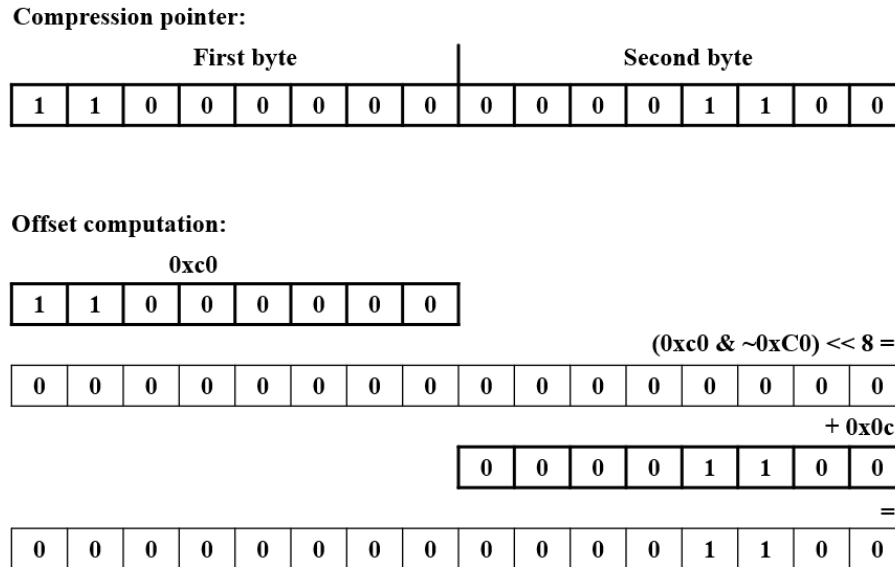 Compression pointer:
First byte Second byte
1 1 0 0 0 0 0 0 0 0 0 0 1 1 0 0
Offset computation:
0xc0
1 1 0 0 0 0 0 0
(0xc0 & ~0xC0) << 8 =
0 0 0 0 0 0 0 0 0 0 0 0 0 0 0 0
+ 0x0c
0 0 0 0 1 1 0 0
=
0 0 0 0 0 0 0 0 0 0 0 0 1 1 0 0